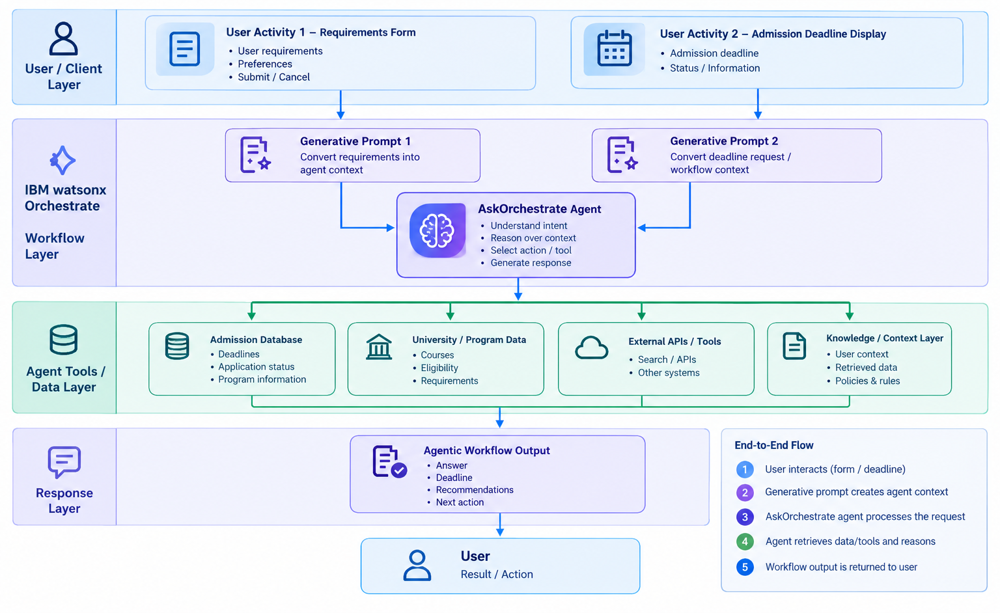 User / Client
Layer
User Activity 1 – Requirements Form
• User requirements
• Preferences
• Submit / Cancel
User Activity 2 – Admission Deadline Display
• Admission deadline
• Status / Information
IBM watsonx
Orchestrate
Workflow
Layer
Generative Prompt 1
Convert requirements into
agent context
Generative Prompt 2
Convert deadline request /
workflow context
AskOrchestrate Agent
• Understand intent
• Reason over context
• Select action / tool
• Generate response
Agent Tools /
Data Layer
Admission Database
• Deadlines
• Application status
• Program information
University / Program Data
• Courses
• Eligibility
• Requirements
External APIs / Tools
• Search / APIs
• Other systems
Knowledge / Context Layer
• User context
• Retrieved data
• Policies & rules
Response
Layer
Agentic Workflow Output
• Answer
• Deadline
• Recommendations
• Next action
User
Result / Action
End-to-End Flow
1 User interacts (form / deadline)
2 Generative prompt creates agent context
3 AskOrchestrate agent processes the request
4 Agent retrieves data/tools and reasons
5 Workflow output is returned to user